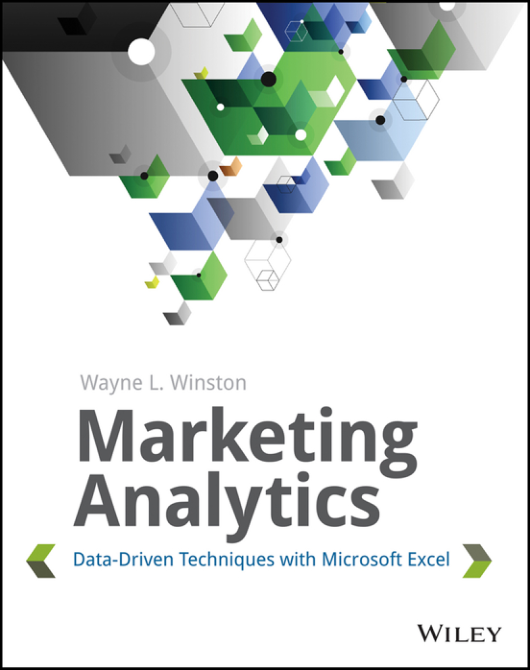 Wayne L. Winston
Marketing
Analytics
Data-Driven Techniques with Microsoft Excel
WILEY